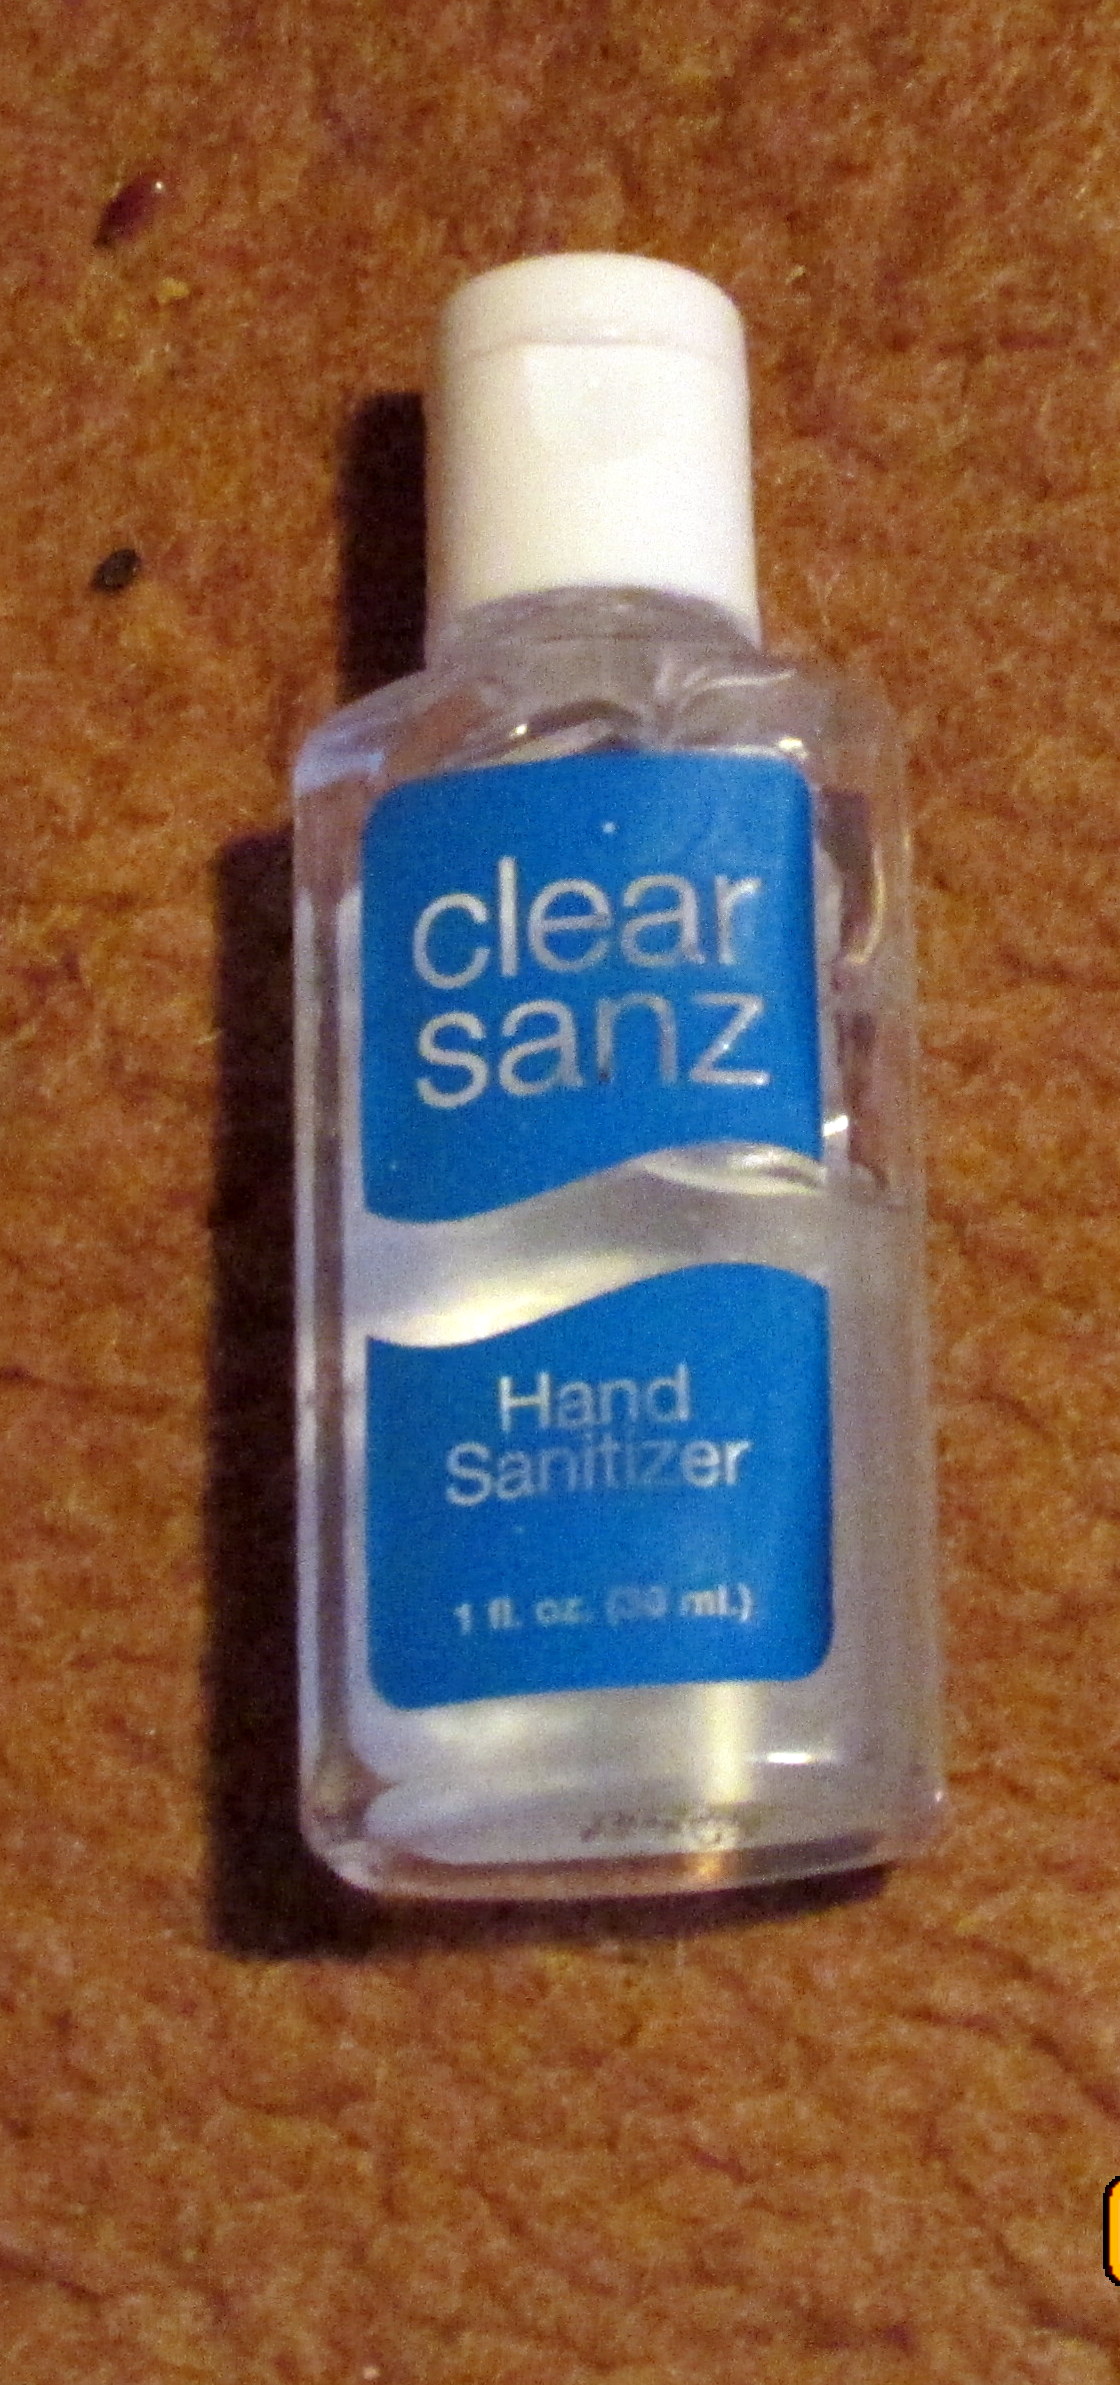 clear
sanz
Hand
Sanitizer
1 fl. oz. (30 ml.)